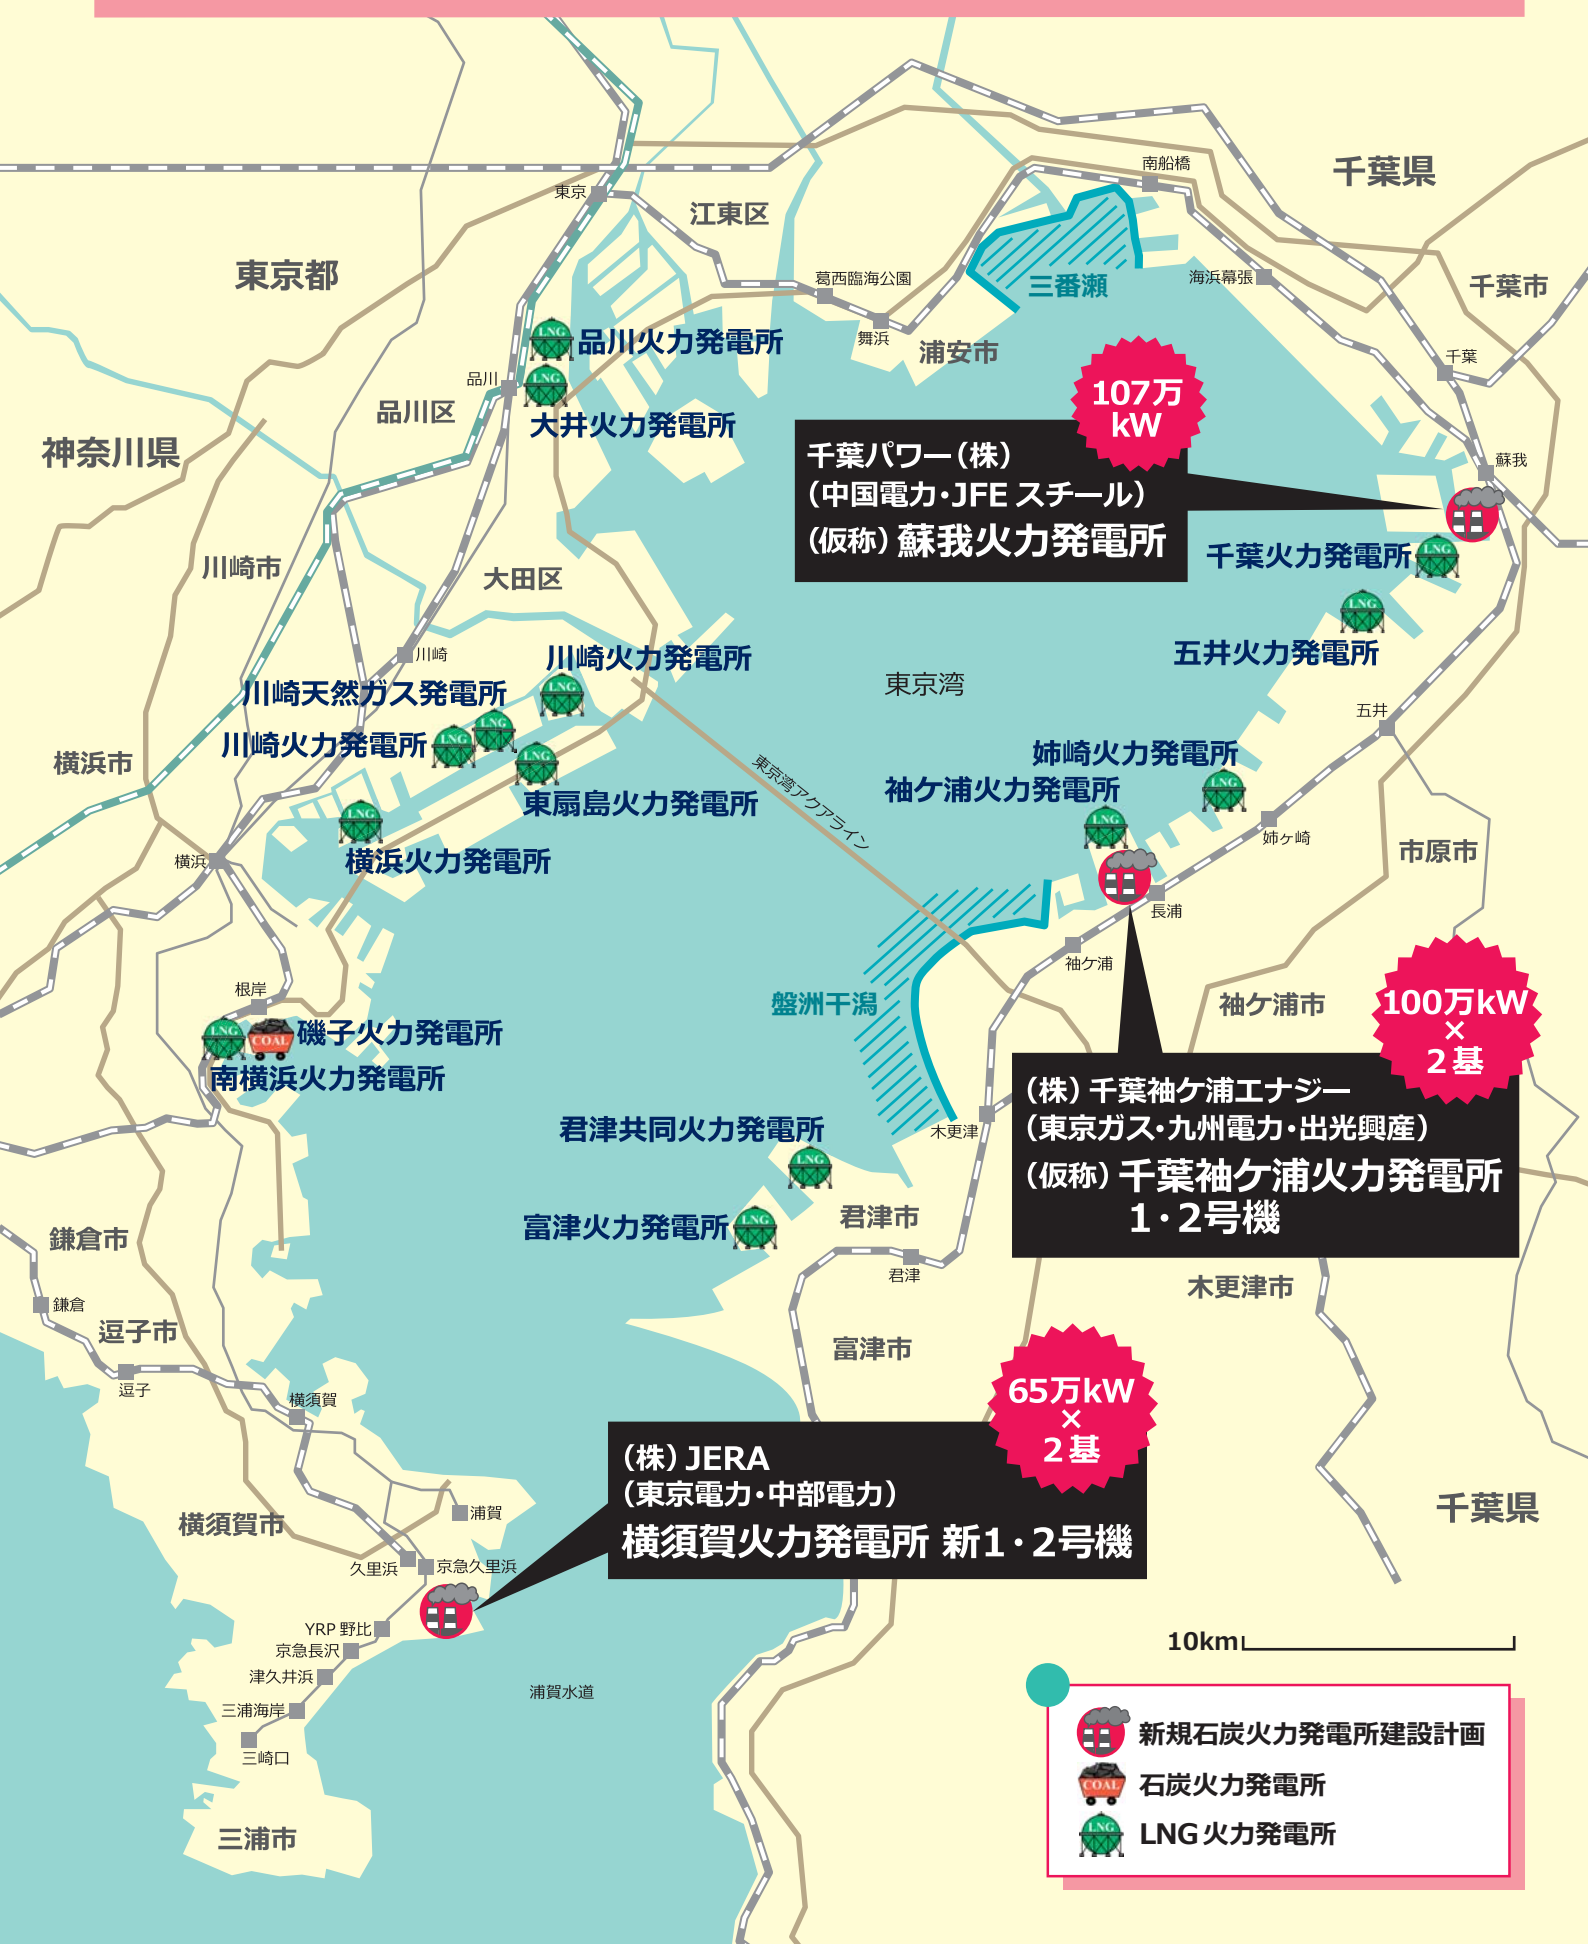 千葉県
南船橋
東京
江東区
東京都
三番瀬
海浜幕張
葛西臨海公園
千葉市
舞浜
浦安市
LNG
品川火力発電所
千葉
品川
LNG
品川区
大井火力発電所
神奈川県
107万
kW
千葉パワー（株）
（中国電力・JFE スチール）
（仮称）蘇我火力発電所
蘇我
千葉火力発電所
LNG
川崎市
大田区
LNG
五井火力発電所
川崎
川崎火力発電所
LNG
東京湾
川崎天然ガス発電所
LNG
五井
川崎火力発電所
LNG
横浜市
LNG
東扇島火力発電所
東京湾アクアライン
姉崎火力発電所
LNG
袖ケ浦火力発電所
LNG
姉ヶ崎
市原市
LNG
横浜火力発電所
横浜
長浦
袖ケ浦
根岸
盤洲干潟
袖ケ浦市
100万kW
×
2基
LNG
COAL
磯子火力発電所
南横浜火力発電所
（株）千葉袖ケ浦エナジー
（東京ガス・九州電力・出光興産）
（仮称）千葉袖ケ浦火力発電所
1・2号機
君津共同火力発電所
LNG
木更津
富津火力発電所
LNG
君津市
君津
鎌倉市
木更津市
鎌倉
逗子市
逗子
富津市
横須賀
65万kW
×
2基
（株）JERA
（東京電力・中部電力）
横須賀火力発電所 新1・2号機
千葉県
横須賀市
浦賀
久里浜
京急久里浜
YRP 野比
京急長沢
津久井浜
三浦海岸
三崎口
浦賀水道
三浦市
10km
新規石炭火力発電所建設計画
COAL
石炭火力発電所
LNG
LNG火力発電所